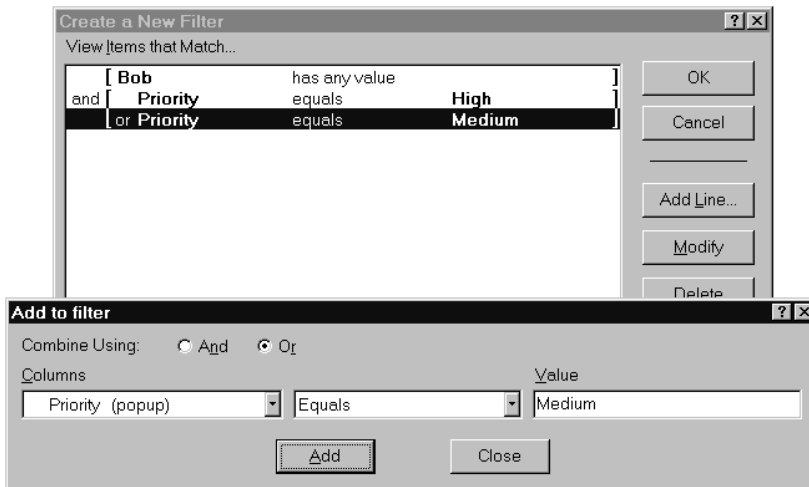 Create a New Filter
View Items that Match...
[ Bob has any value ]
and [ Priority equals High ]
[ or Priority equals Medium ]
OK
Cancel
Add Line...
Modify
Delete
Add to filter
Combine Using: And Or
Columns Value
Priority (popup) Equals Medium
Add Close